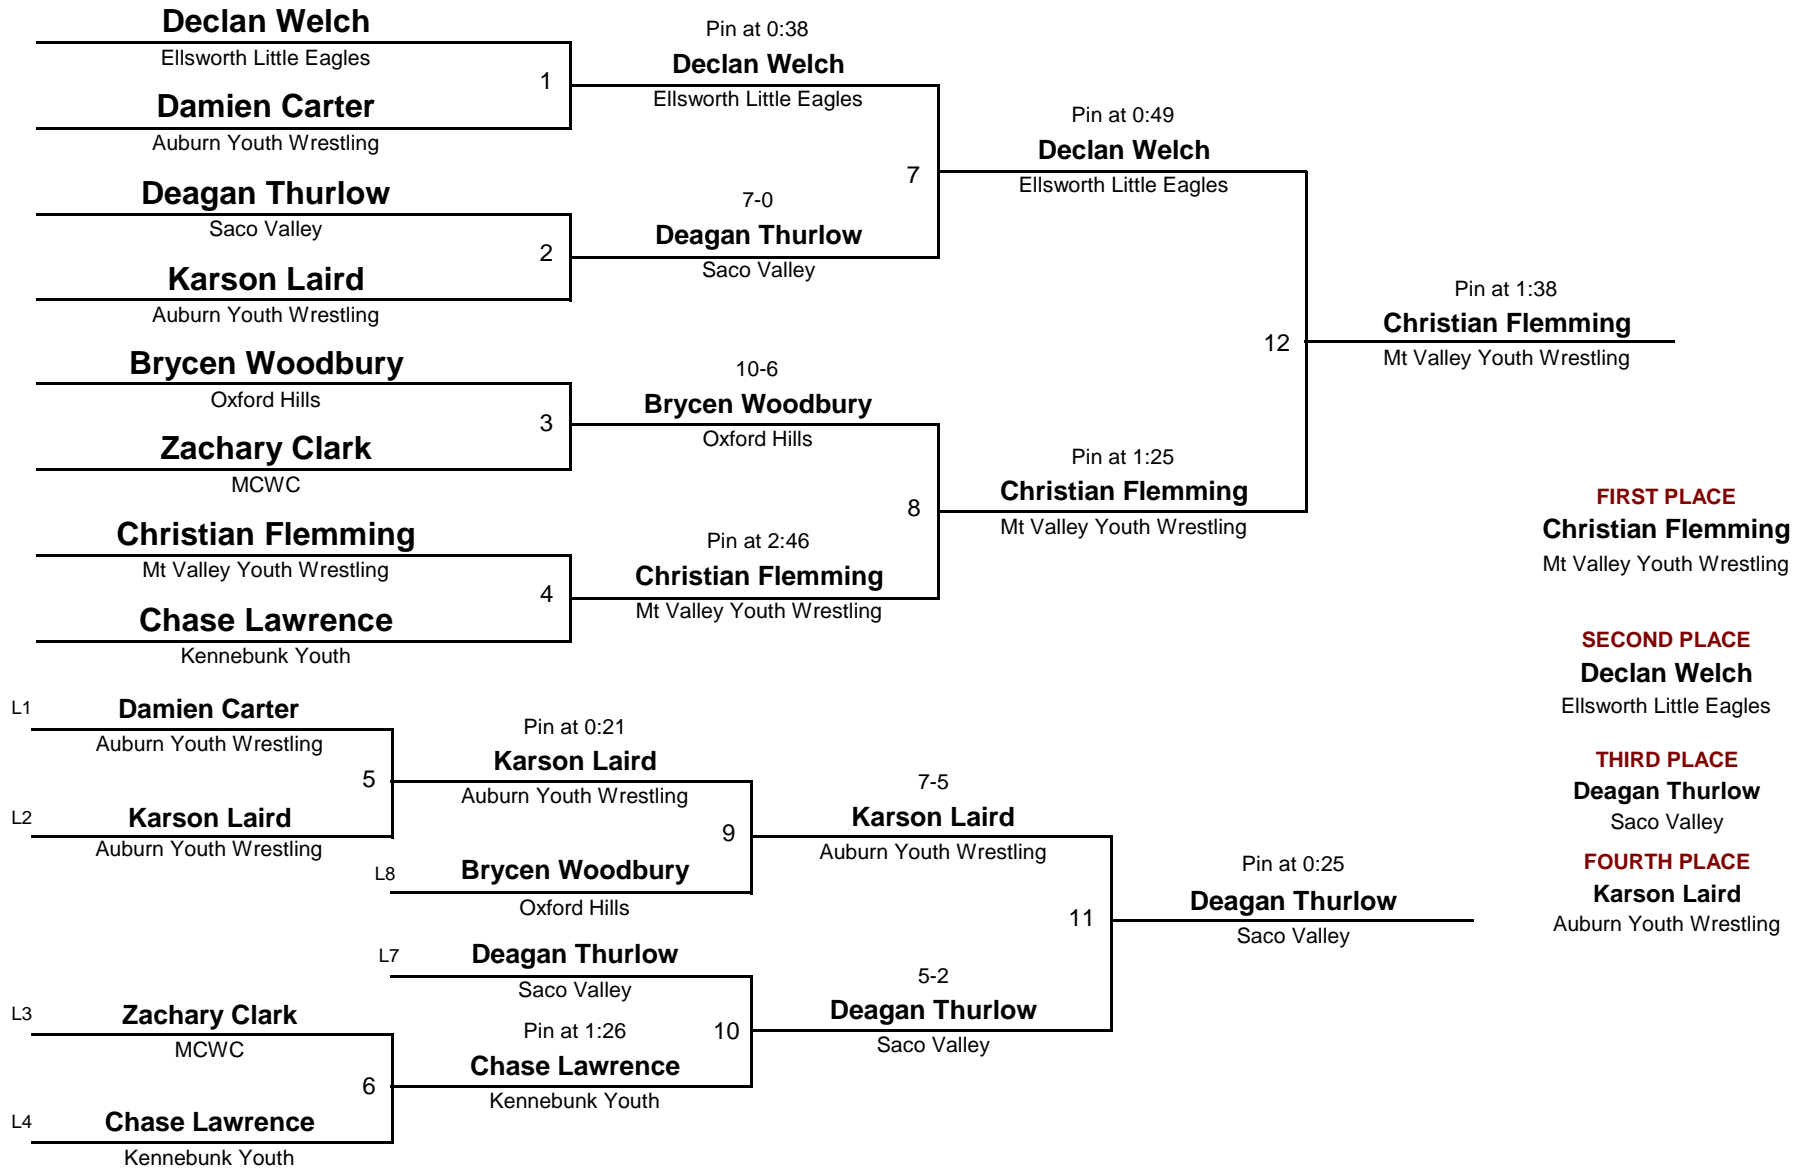 Declan Welch
Ellsworth Little Eagles
1
Damien Carter
Auburn Youth Wrestling
Pin at 0:38
Declan Welch
Ellsworth Little Eagles
Deagan Thurlow
Saco Valley
2
Karson Laird
Auburn Youth Wrestling
7-0
Deagan Thurlow
Saco Valley
7
Pin at 0:49
Declan Welch
Ellsworth Little Eagles
Brycen Woodbury
Oxford Hills
3
Zachary Clark
MCWC
10-6
Brycen Woodbury
Oxford Hills
Christian Flemming
Mt Valley Youth Wrestling
4
Chase Lawrence
Kennebunk Youth
Pin at 2:46
Christian Flemming
Mt Valley Youth Wrestling
8
Pin at 1:25
Christian Flemming
Mt Valley Youth Wrestling
12
Pin at 1:38
Christian Flemming
Mt Valley Youth Wrestling
FIRST PLACE
Christian Flemming
Mt Valley Youth Wrestling
SECOND PLACE
Declan Welch
Ellsworth Little Eagles
THIRD PLACE
Deagan Thurlow
Saco Valley
FOURTH PLACE
Karson Laird
Auburn Youth Wrestling
L1
Damien Carter
Auburn Youth Wrestling
5
L2
Karson Laird
Auburn Youth Wrestling
Pin at 0:21
Karson Laird
Auburn Youth Wrestling
9
L8
Brycen Woodbury
Oxford Hills
7-5
Karson Laird
Auburn Youth Wrestling
L7
Deagan Thurlow
Saco Valley
L3
Zachary Clark
MCWC
6
L4
Chase Lawrence
Kennebunk Youth
Pin at 1:26
Chase Lawrence
Kennebunk Youth
10
5-2
Deagan Thurlow
Saco Valley
11
Pin at 0:25
Deagan Thurlow
Saco Valley